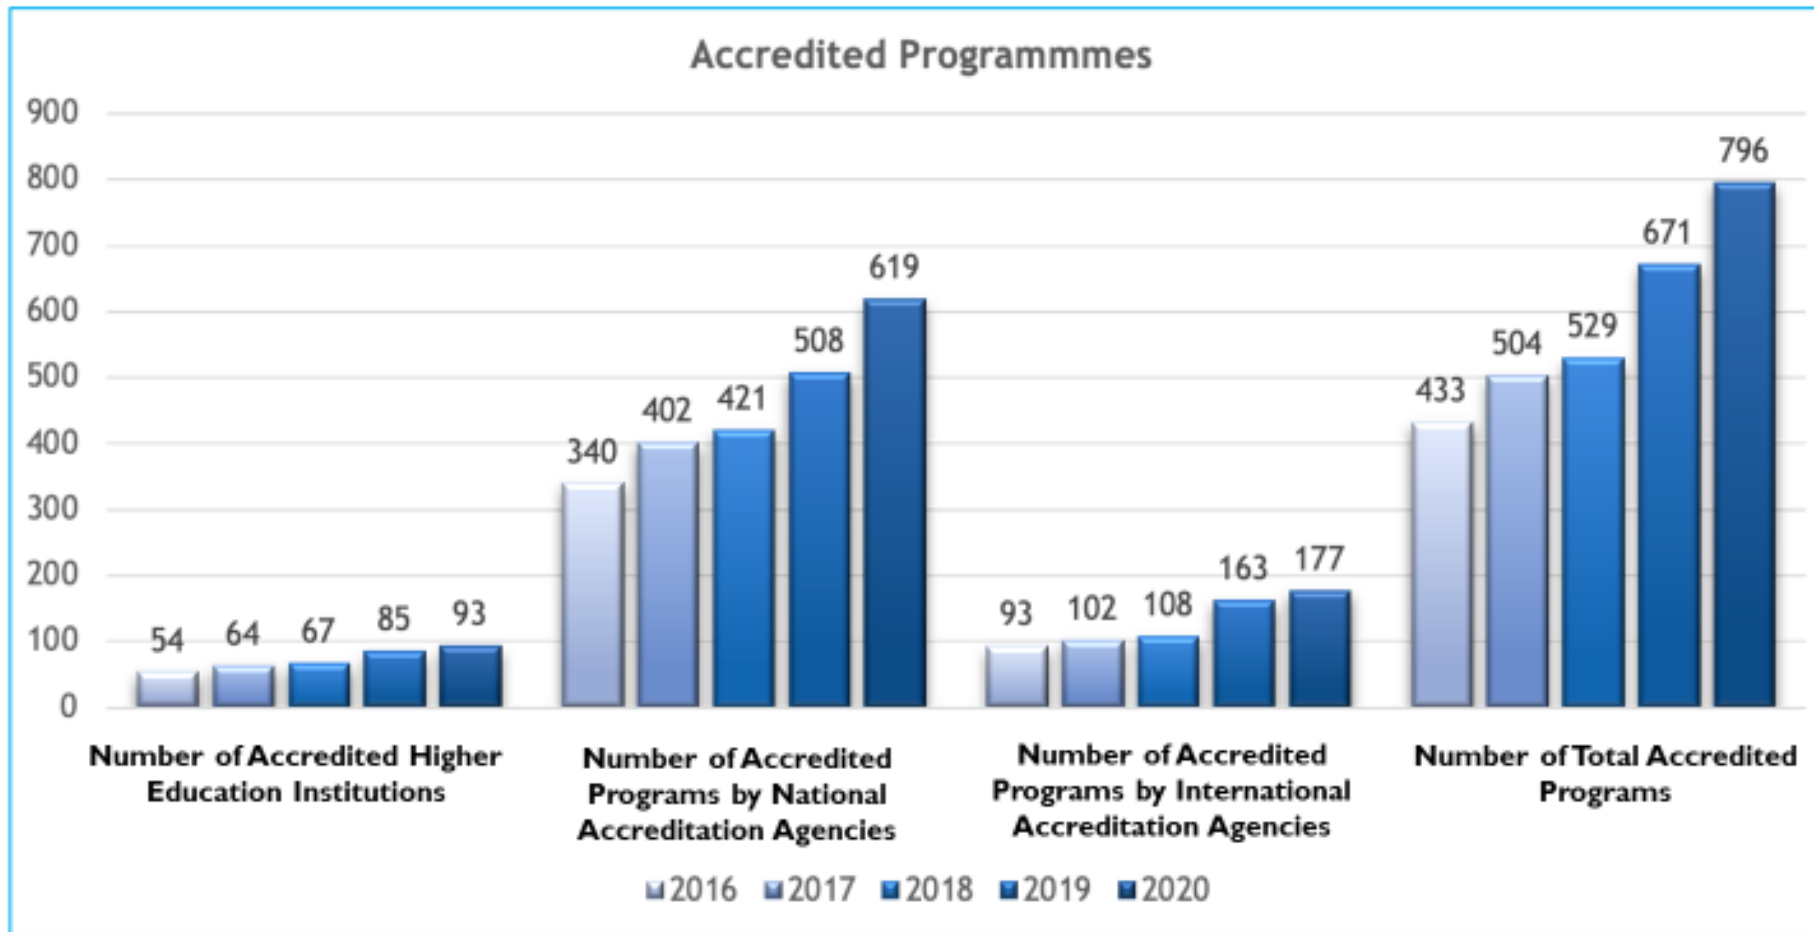 Accredited Programmmes
900
800
700
600
500
400
300
200
100
0
54 64 67 85 93
340 402 421 508 619
93 102 108 163 177
433 504 529 671 796
Number of Accredited Higher
Education Institutions
Number of Accredited
Programs by National
Accreditation Agencies
Number of Accredited
Programs by International
Accreditation Agencies
Number of Total Accredited
Programs
2016 2017 2018 2019 2020